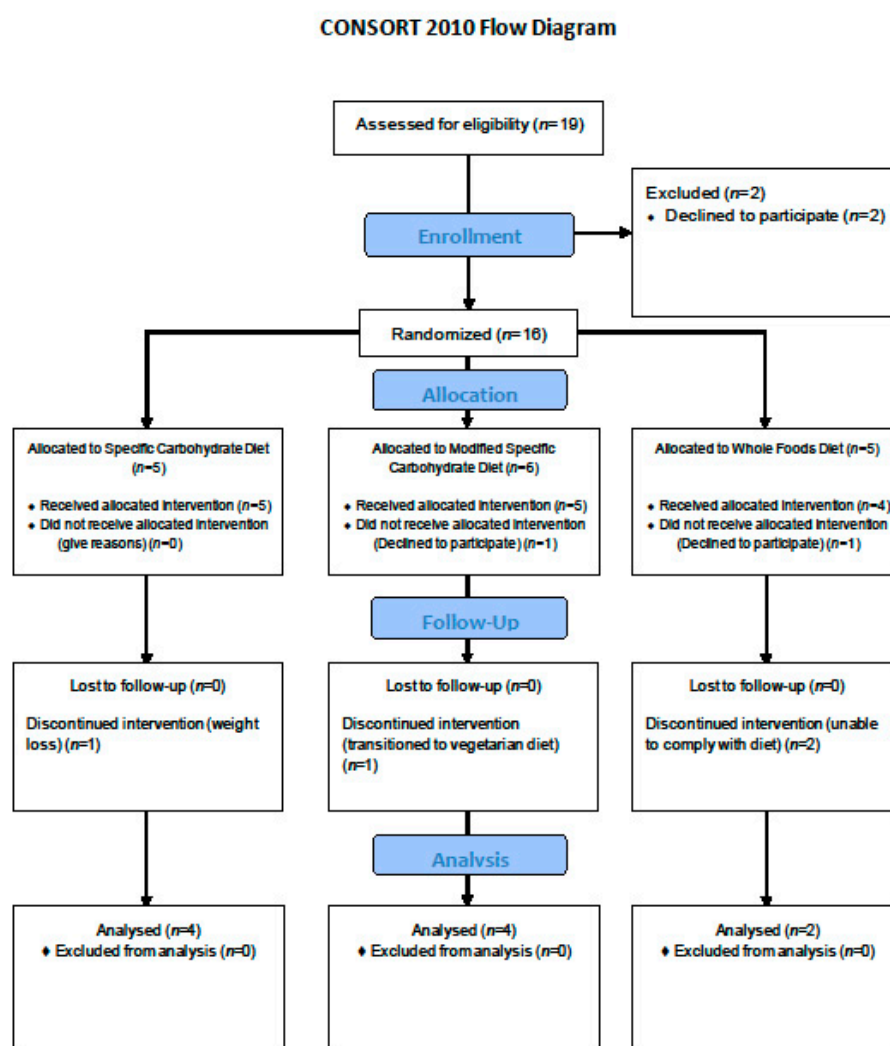 CONSORT 2010 Flow Diagram
Assessed for eligibility (n=19)
Excluded (n=2)
⬥ Declined to participate (n=2)
Enrollment
Randomized (n=16)
Allocation
Allocated to Specific Carbohydrate Diet
(n=5)
⬥ Received allocated intervention (n=5)
⬥ Did not receive allocated intervention
(give reasons) (n=0)
Allocated to Modified Specific
Carbohydrate Diet (n=6)
⬥ Received allocated intervention (n=5)
⬥ Did not receive allocated intervention
(Declined to participate) (n=1)
Allocated to Whole Foods Diet (n=5)
⬥ Received allocated intervention (n=4)
⬥ Did not receive allocated intervention
(Declined to participate) (n=1)
Follow-Up
Lost to follow-up (n=0)
Discontinued intervention (weight
loss) (n=1)
Lost to follow-up (n=0)
Discontinued intervention
(transitioned to vegetarian diet)
(n=1)
Lost to follow-up (n=0)
Discontinued intervention (unable
to comply with diet) (n=2)
Analysis
Analysed (n=4)
♦ Excluded from analysis (n=0)
Analysed (n=4)
♦ Excluded from analysis (n=0)
Analysed (n=2)
♦ Excluded from analysis (n=0)